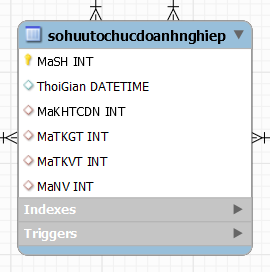 sohuutochucdoanhnghiep
MaSH INT
ThoiGian DATETIME
MaKHTCDN INT
MaTKGT INT
MaTKVT INT
MaNV INT
Indexes
Triggers